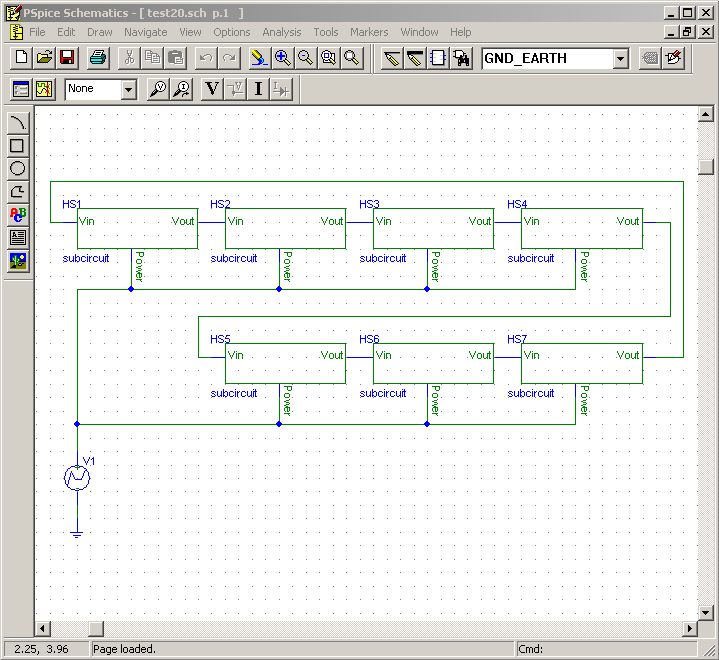 PSpice Schematics - [ test20.sch p.1 ]
File Edit Draw Navigate View Options Analysis Tools Markers Window Help
GND_EARTH
None V V I V I I
ABC
HS1 HS2 HS3 HS4
Vin Vout Vin Vout Vin Vout Vin Vout
subcircuit Power subcircuit Power subcircuit Power subcircuit Power
HS5 HS6 HS7
Vin Vout Vin Vout Vin Vout
subcircuit Power subcircuit Power subcircuit Power
V1
2.25, 3.96 Page loaded. Cmd: